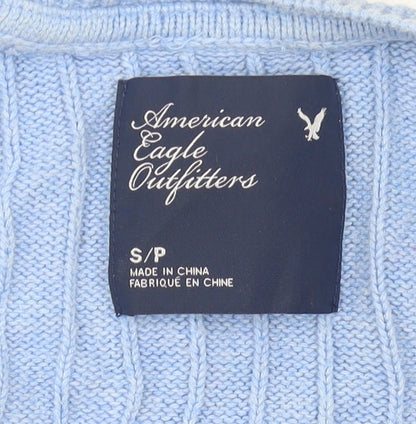 American
Eagle
Outfitters
S/P
MADE IN CHINA
FABRIQUÉ EN CHINE